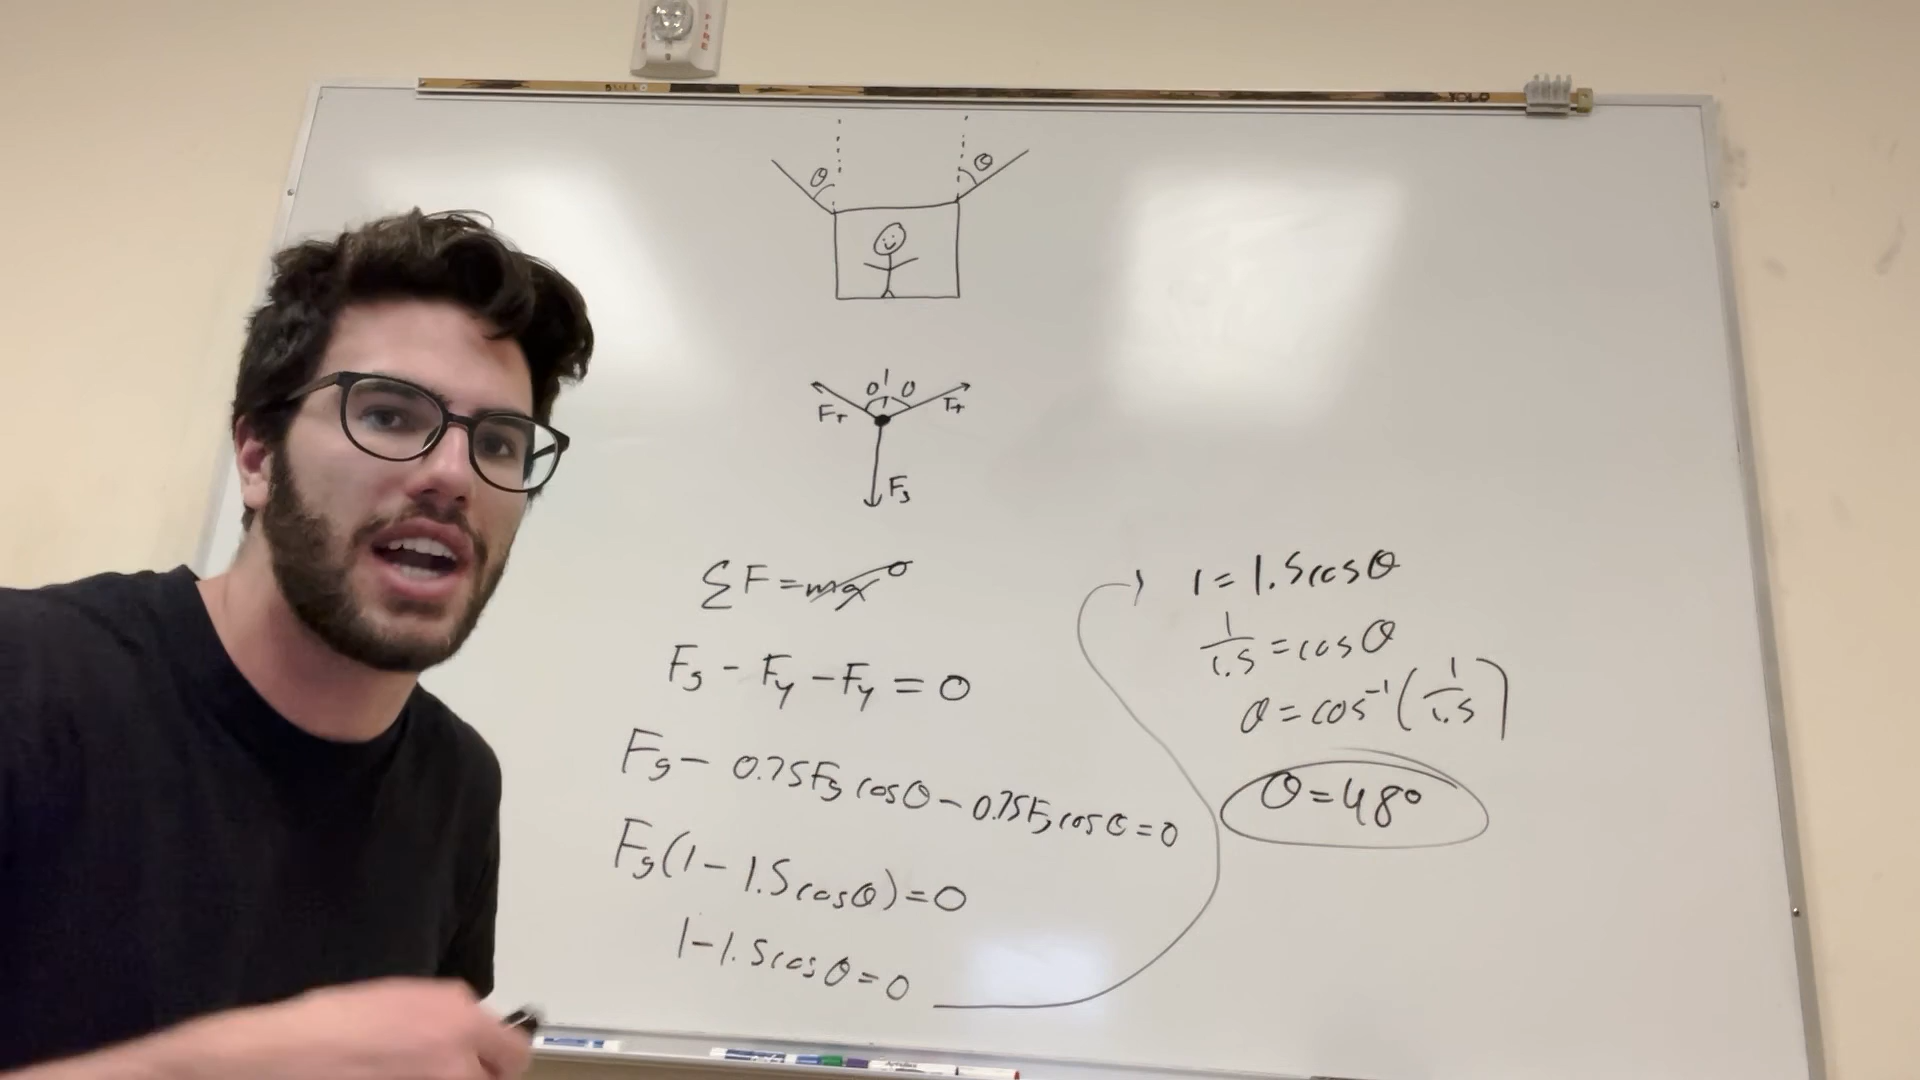 FIRE
YOLO
θ θ
θ θ
F_T F_T
F_g
ΣF = ma 0
F_g - F_y - F_y = 0
F_g - 0.75F_g cosθ - 0.75F_g cosθ = 0
F_g(1 - 1.5cosθ) = 0
1 - 1.5cosθ = 0
1 = 1.5cosθ
1/1.5 = cosθ
θ = cos⁻¹(1/1.5)
θ = 48°